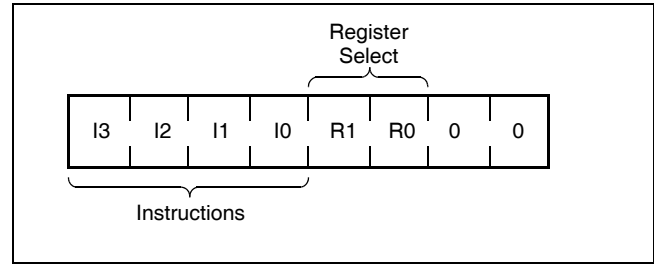 Register
Select
I3 I2 I1 I0 R1 R0 0 0
Instructions